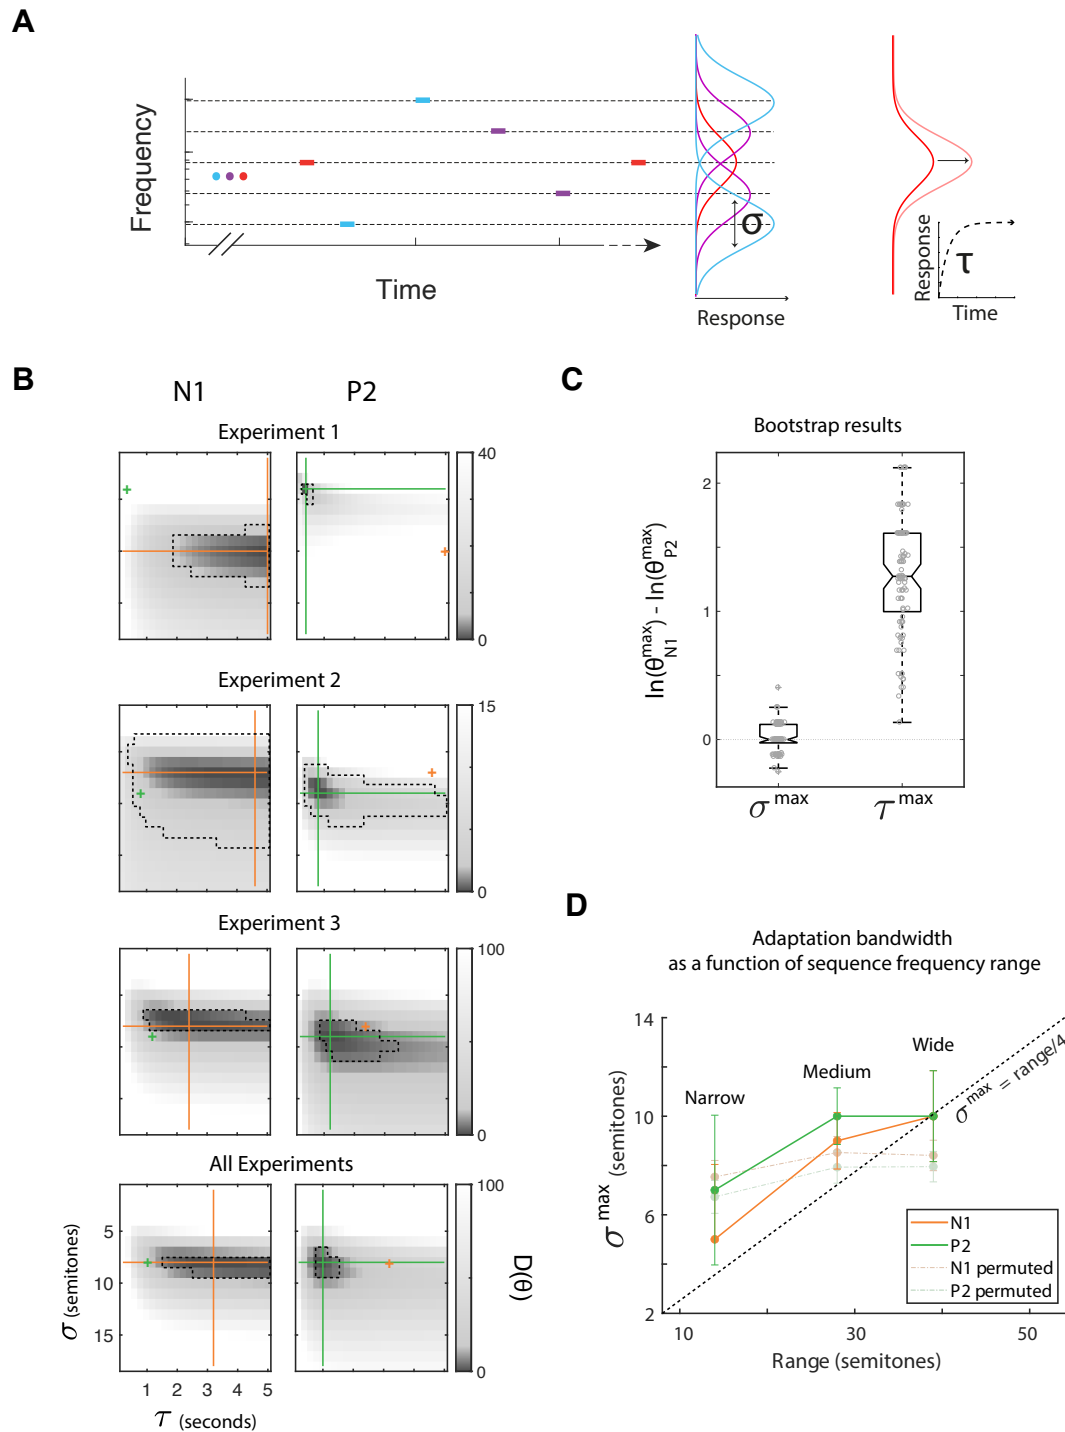 A
Frequency
Time
σ
Response
Response
τ
Time
B
N1
P2
Experiment 1
40
0
Experiment 2
15
0
Experiment 3
100
0
All Experiments
100
0
D(θ)
σ (semitones)
5
10
15
1 2 3 4 5
τ (seconds)
C
Bootstrap results
ln(θ^max_N1) - ln(θ^max_P2)
2
1
0
σ^max
τ^max
D
Adaptation bandwidth
as a function of sequence frequency range
σ^max (semitones)
14
10
6
2
Narrow
Medium
Wide
σ^max = range/4
N1
P2
N1 permuted
P2 permuted
10 30 50
Range (semitones)